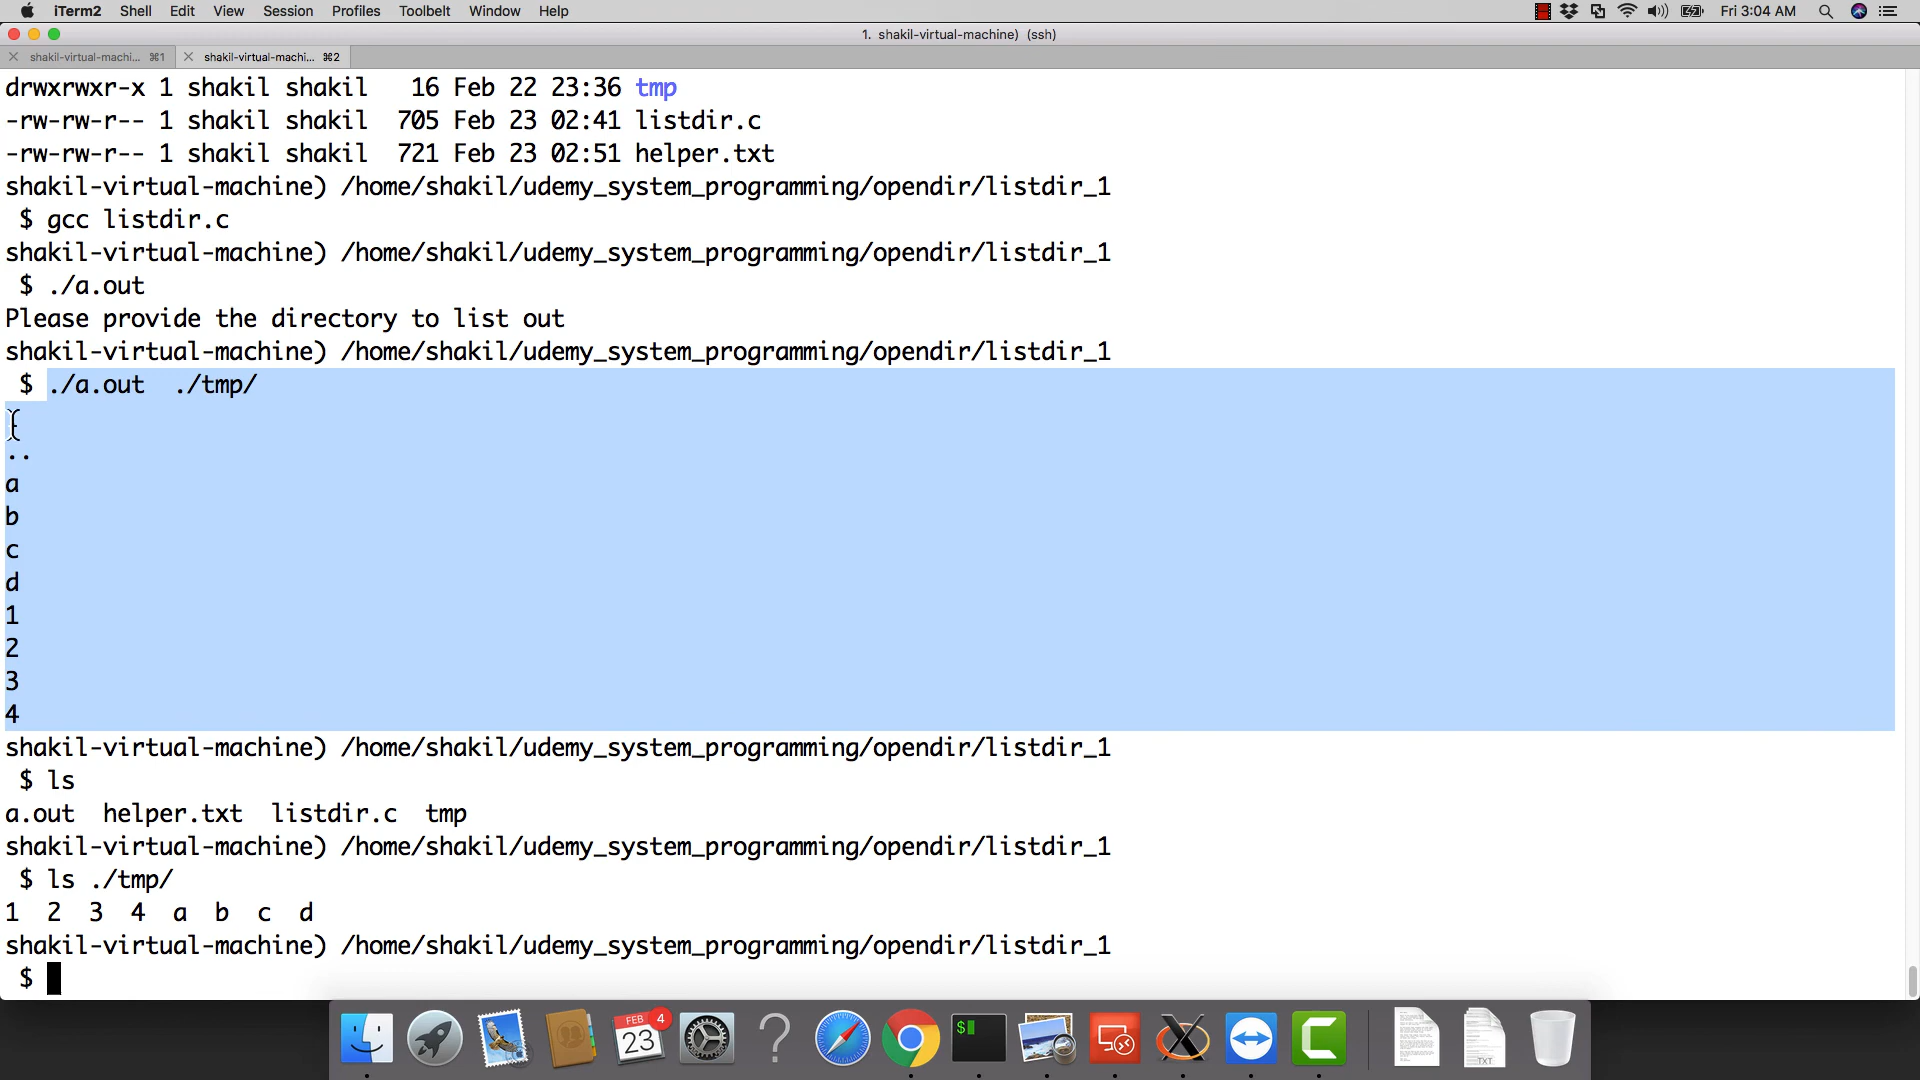 iTerm2 Shell Edit View Session Profiles Toolbelt Window Help Fri 3:04 AM
1. shakil-virtual-machine) (ssh)
shakil-virtual-machi... ⌘1 shakil-virtual-machi... ⌘2
drwxrwxr-x 1 shakil shakil 16 Feb 22 23:36 tmp
-rw-rw-r-- 1 shakil shakil 705 Feb 23 02:41 listdir.c
-rw-rw-r-- 1 shakil shakil 721 Feb 23 02:51 helper.txt
shakil-virtual-machine) /home/shakil/udemy_system_programming/opendir/listdir_1
$ gcc listdir.c
shakil-virtual-machine) /home/shakil/udemy_system_programming/opendir/listdir_1
$ ./a.out
Please provide the directory to list out
shakil-virtual-machine) /home/shakil/udemy_system_programming/opendir/listdir_1
$ ./a.out ./tmp/
..
a
b
c
d
1
2
3
4
shakil-virtual-machine) /home/shakil/udemy_system_programming/opendir/listdir_1
$ ls
a.out helper.txt listdir.c tmp
shakil-virtual-machine) /home/shakil/udemy_system_programming/opendir/listdir_1
$ ls ./tmp/
1 2 3 4 a b c d
shakil-virtual-machine) /home/shakil/udemy_system_programming/opendir/listdir_1
$
FEB 4
23
$
TXT